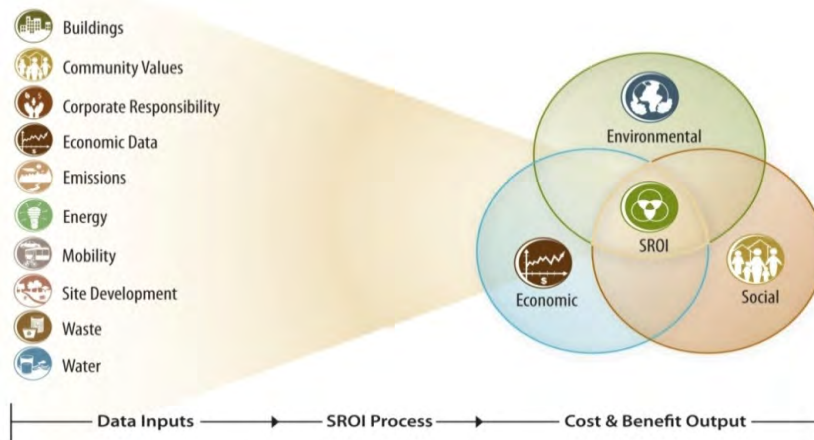 Buildings
Community Values
Corporate Responsibility
Economic Data
Emissions
Energy
Mobility
Site Development
Waste
Water
Environmental
SROI
Economic
Social
Data Inputs
SROI Process
Cost & Benefit Output